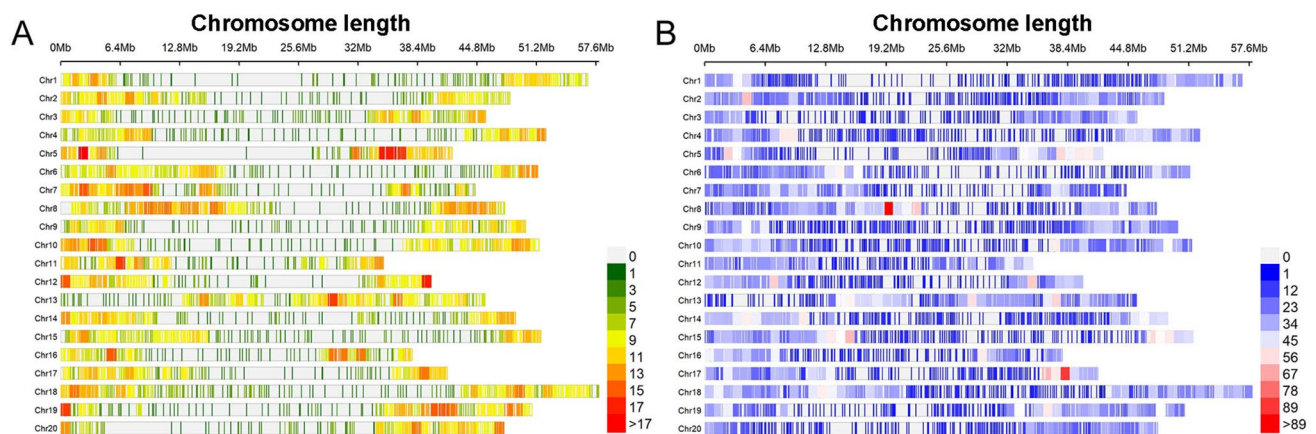 A
Chromosome length
0Mb 6.4Mb 12.8Mb 19.2Mb 25.6Mb 32Mb 38.4Mb 44.8Mb 51.2Mb 57.6Mb
Chr1
Chr2
Chr3
Chr4
Chr5
Chr6
Chr7
Chr8
Chr9
Chr10
Chr11
Chr12
Chr13
Chr14
Chr15
Chr16
Chr17
Chr18
Chr19
Chr20
0
1
3
5
7
9
11
13
15
17
>17
B
Chromosome length
0Mb 6.4Mb 12.8Mb 19.2Mb 25.6Mb 32Mb 38.4Mb 44.8Mb 51.2Mb 57.6Mb
Chr1
Chr2
Chr3
Chr4
Chr5
Chr6
Chr7
Chr8
Chr9
Chr10
Chr11
Chr12
Chr13
Chr14
Chr15
Chr16
Chr17
Chr18
Chr19
Chr20
0
1
12
23
34
45
56
67
78
89
>89